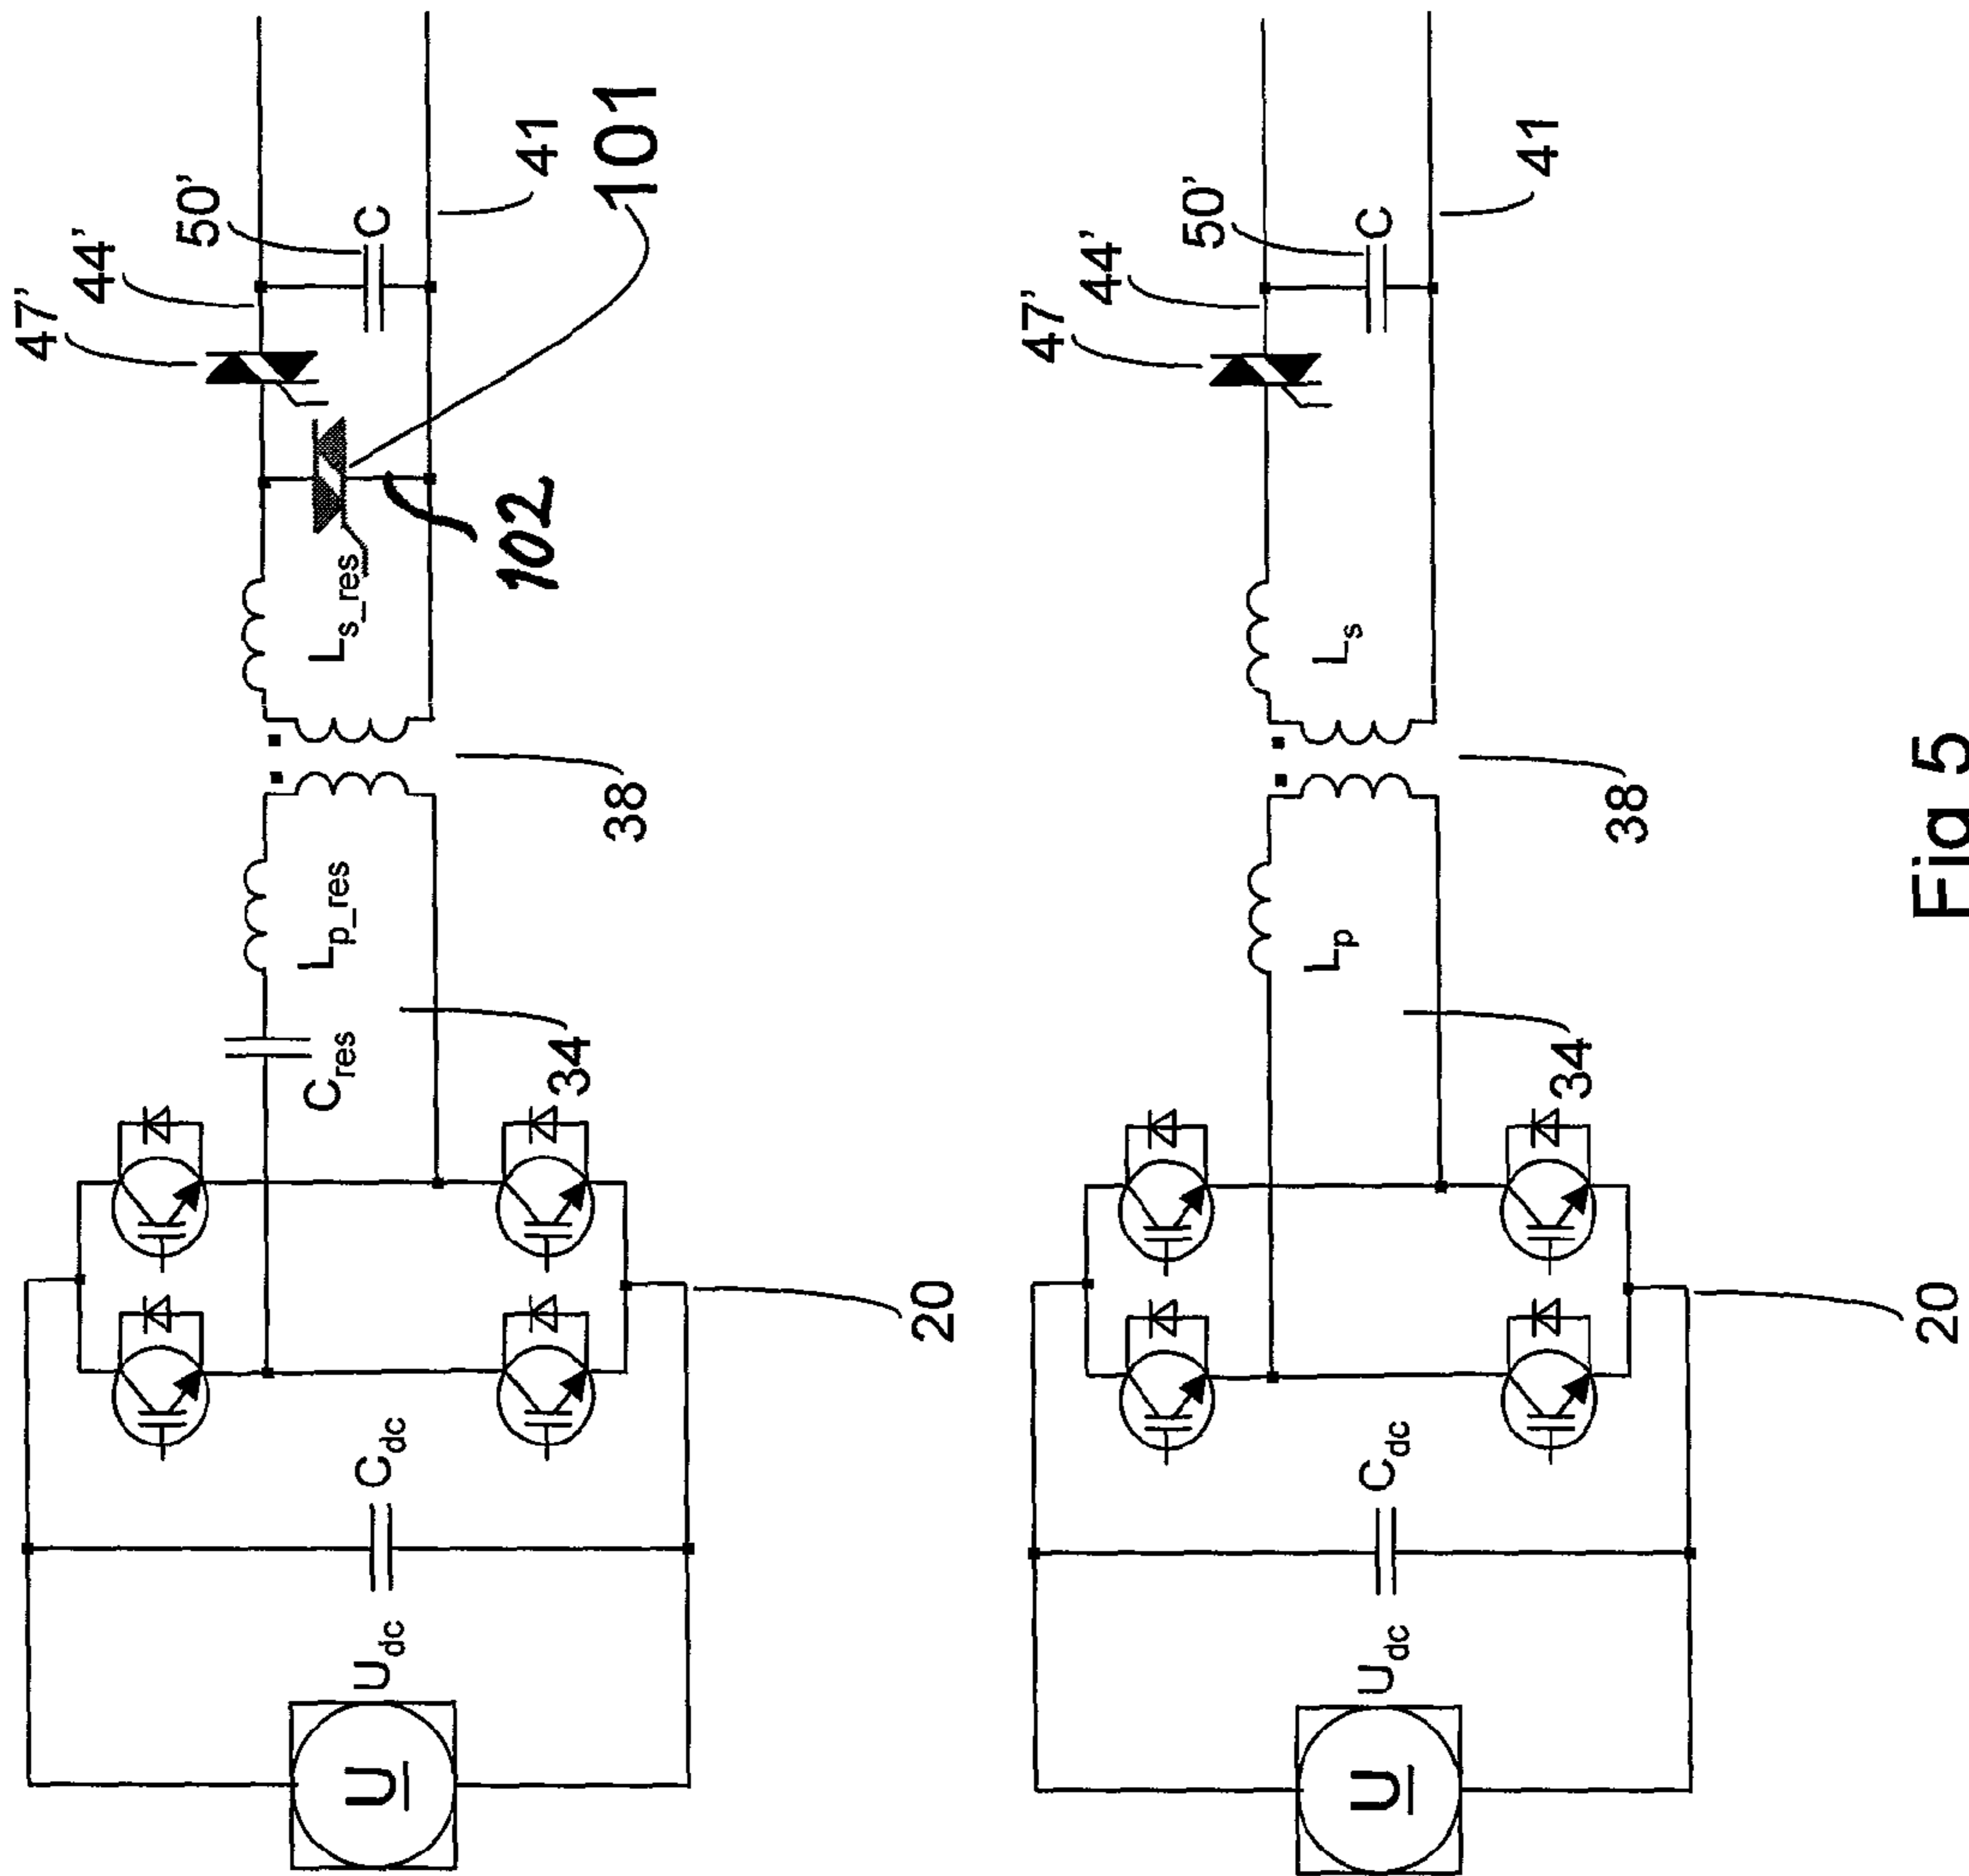 47'
44'
50'
C
41
101
102
L_s_res
38
L_p_res
C_res
34
20
C_dc
U_dc
U
47'
44'
50'
C
41
L_s
38
L_p
34
20
C_dc
U_dc
U
Fig 5